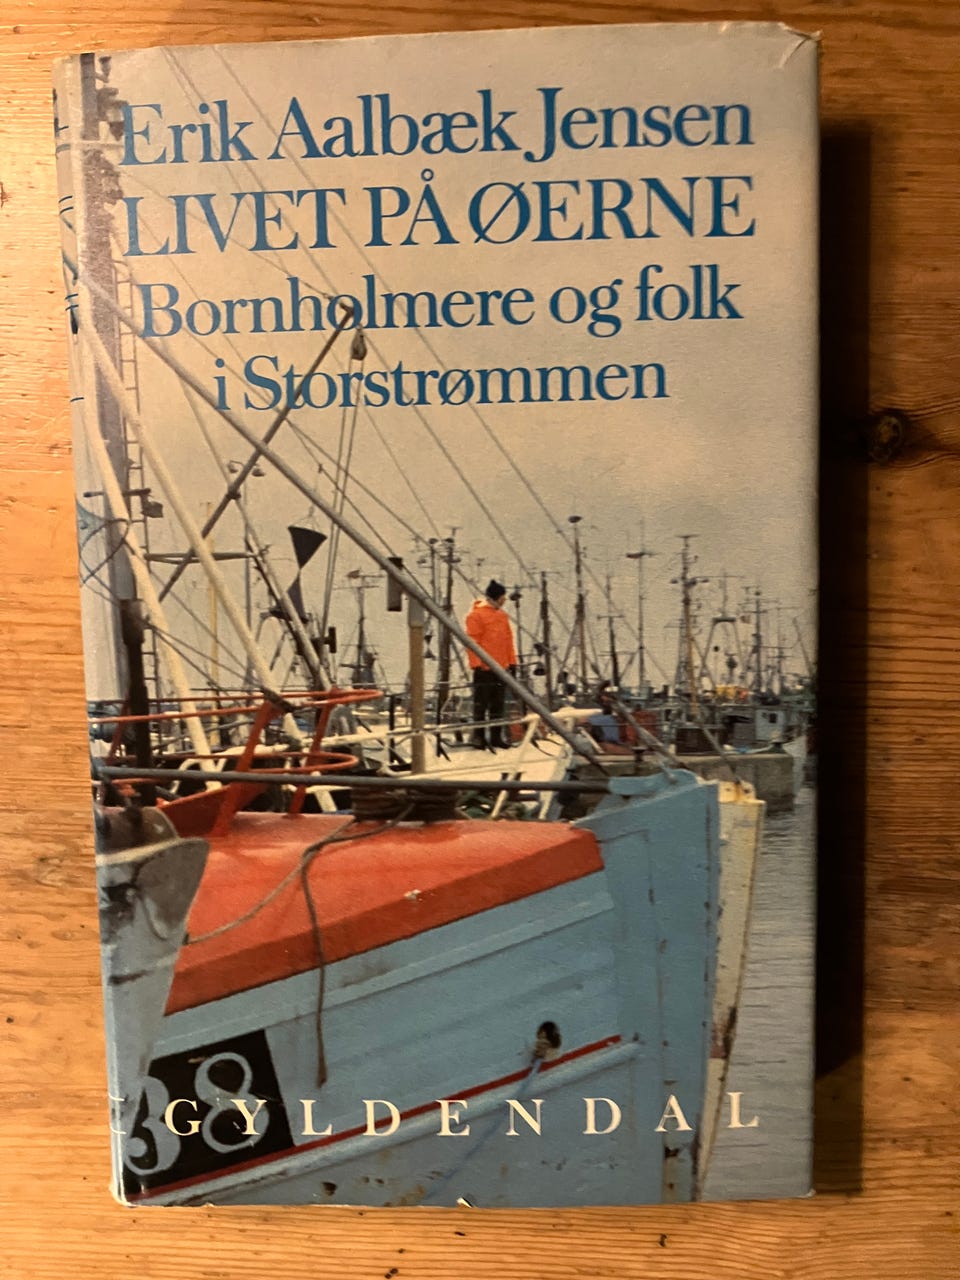 Erik Aalbæk Jensen
LIVET PÅ ØERNE
Bornholmere og folk
i Storstrømmen
38
GYLDENDAL